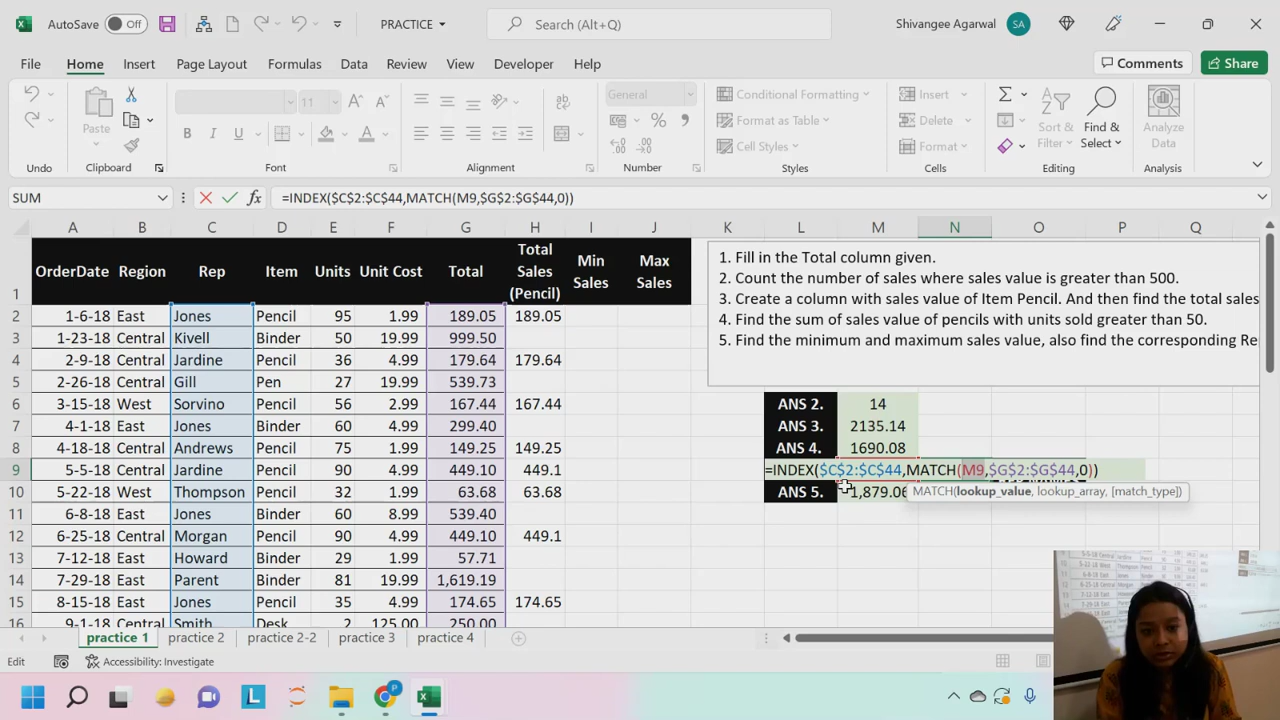 AutoSave Off PRACTICE Search (Alt+Q) Shivangee Agarwal SA
File Home Insert Page Layout Formulas Data Review View Developer Help Comments Share
11 General Conditional Formatting Insert
Paste B I U Format as Table Delete Sort & Find & Analyze
Cell Styles Format Filter Select Data
Undo Clipboard Font Alignment Number Styles Cells Editing Analysis
SUM =INDEX($C$2:$C$44,MATCH(M9,$G$2:$G$44,0))
A B C D E F G H I J K L M N O P Q
1 OrderDate Region Rep Item Units Unit Cost Total Total Sales (Pencil) Min Sales Max Sales
1. Fill in the Total column given.
2. Count the number of sales where sales value is greater than 500.
3. Create a column with sales value of Item Pencil. And then find the total sales
4. Find the sum of sales value of pencils with units sold greater than 50.
5. Find the minimum and maximum sales value, also find the corresponding Re
2 1-6-18 East Jones Pencil 95 1.99 189.05 189.05
3 1-23-18 Central Kivell Binder 50 19.99 999.50
4 2-9-18 Central Jardine Pencil 36 4.99 179.64 179.64
5 2-26-18 Central Gill Pen 27 19.99 539.73
6 3-15-18 West Sorvino Pencil 56 2.99 167.44 167.44 ANS 2. 14
7 4-1-18 East Jones Binder 60 4.99 299.40 ANS 3. 2135.14
8 4-18-18 Central Andrews Pencil 75 1.99 149.25 149.25 ANS 4. 1690.08
9 5-5-18 Central Jardine Pencil 90 4.99 449.10 449.1 =INDEX($C$2:$C$44,MATCH(M9,$G$2:$G$44,0))
10 5-22-18 West Thompson Pencil 32 1.99 63.68 63.68 ANS 5. 1,879.06 MATCH(lookup_value, lookup_array, [match_type])
11 6-8-18 East Jones Binder 60 8.99 539.40
12 6-25-18 Central Morgan Pencil 90 4.99 449.10 449.1
13 7-12-18 East Howard Binder 29 1.99 57.71
14 7-29-18 East Parent Binder 81 19.99 1,619.19
15 8-15-18 East Jones Pencil 35 4.99 174.65 174.65
16 9-1-18 Central Smith Desk 2 125.00 250.00
practice 1 practice 2 practice 2-2 practice 3 practice 4
Edit Accessibility: Investigate